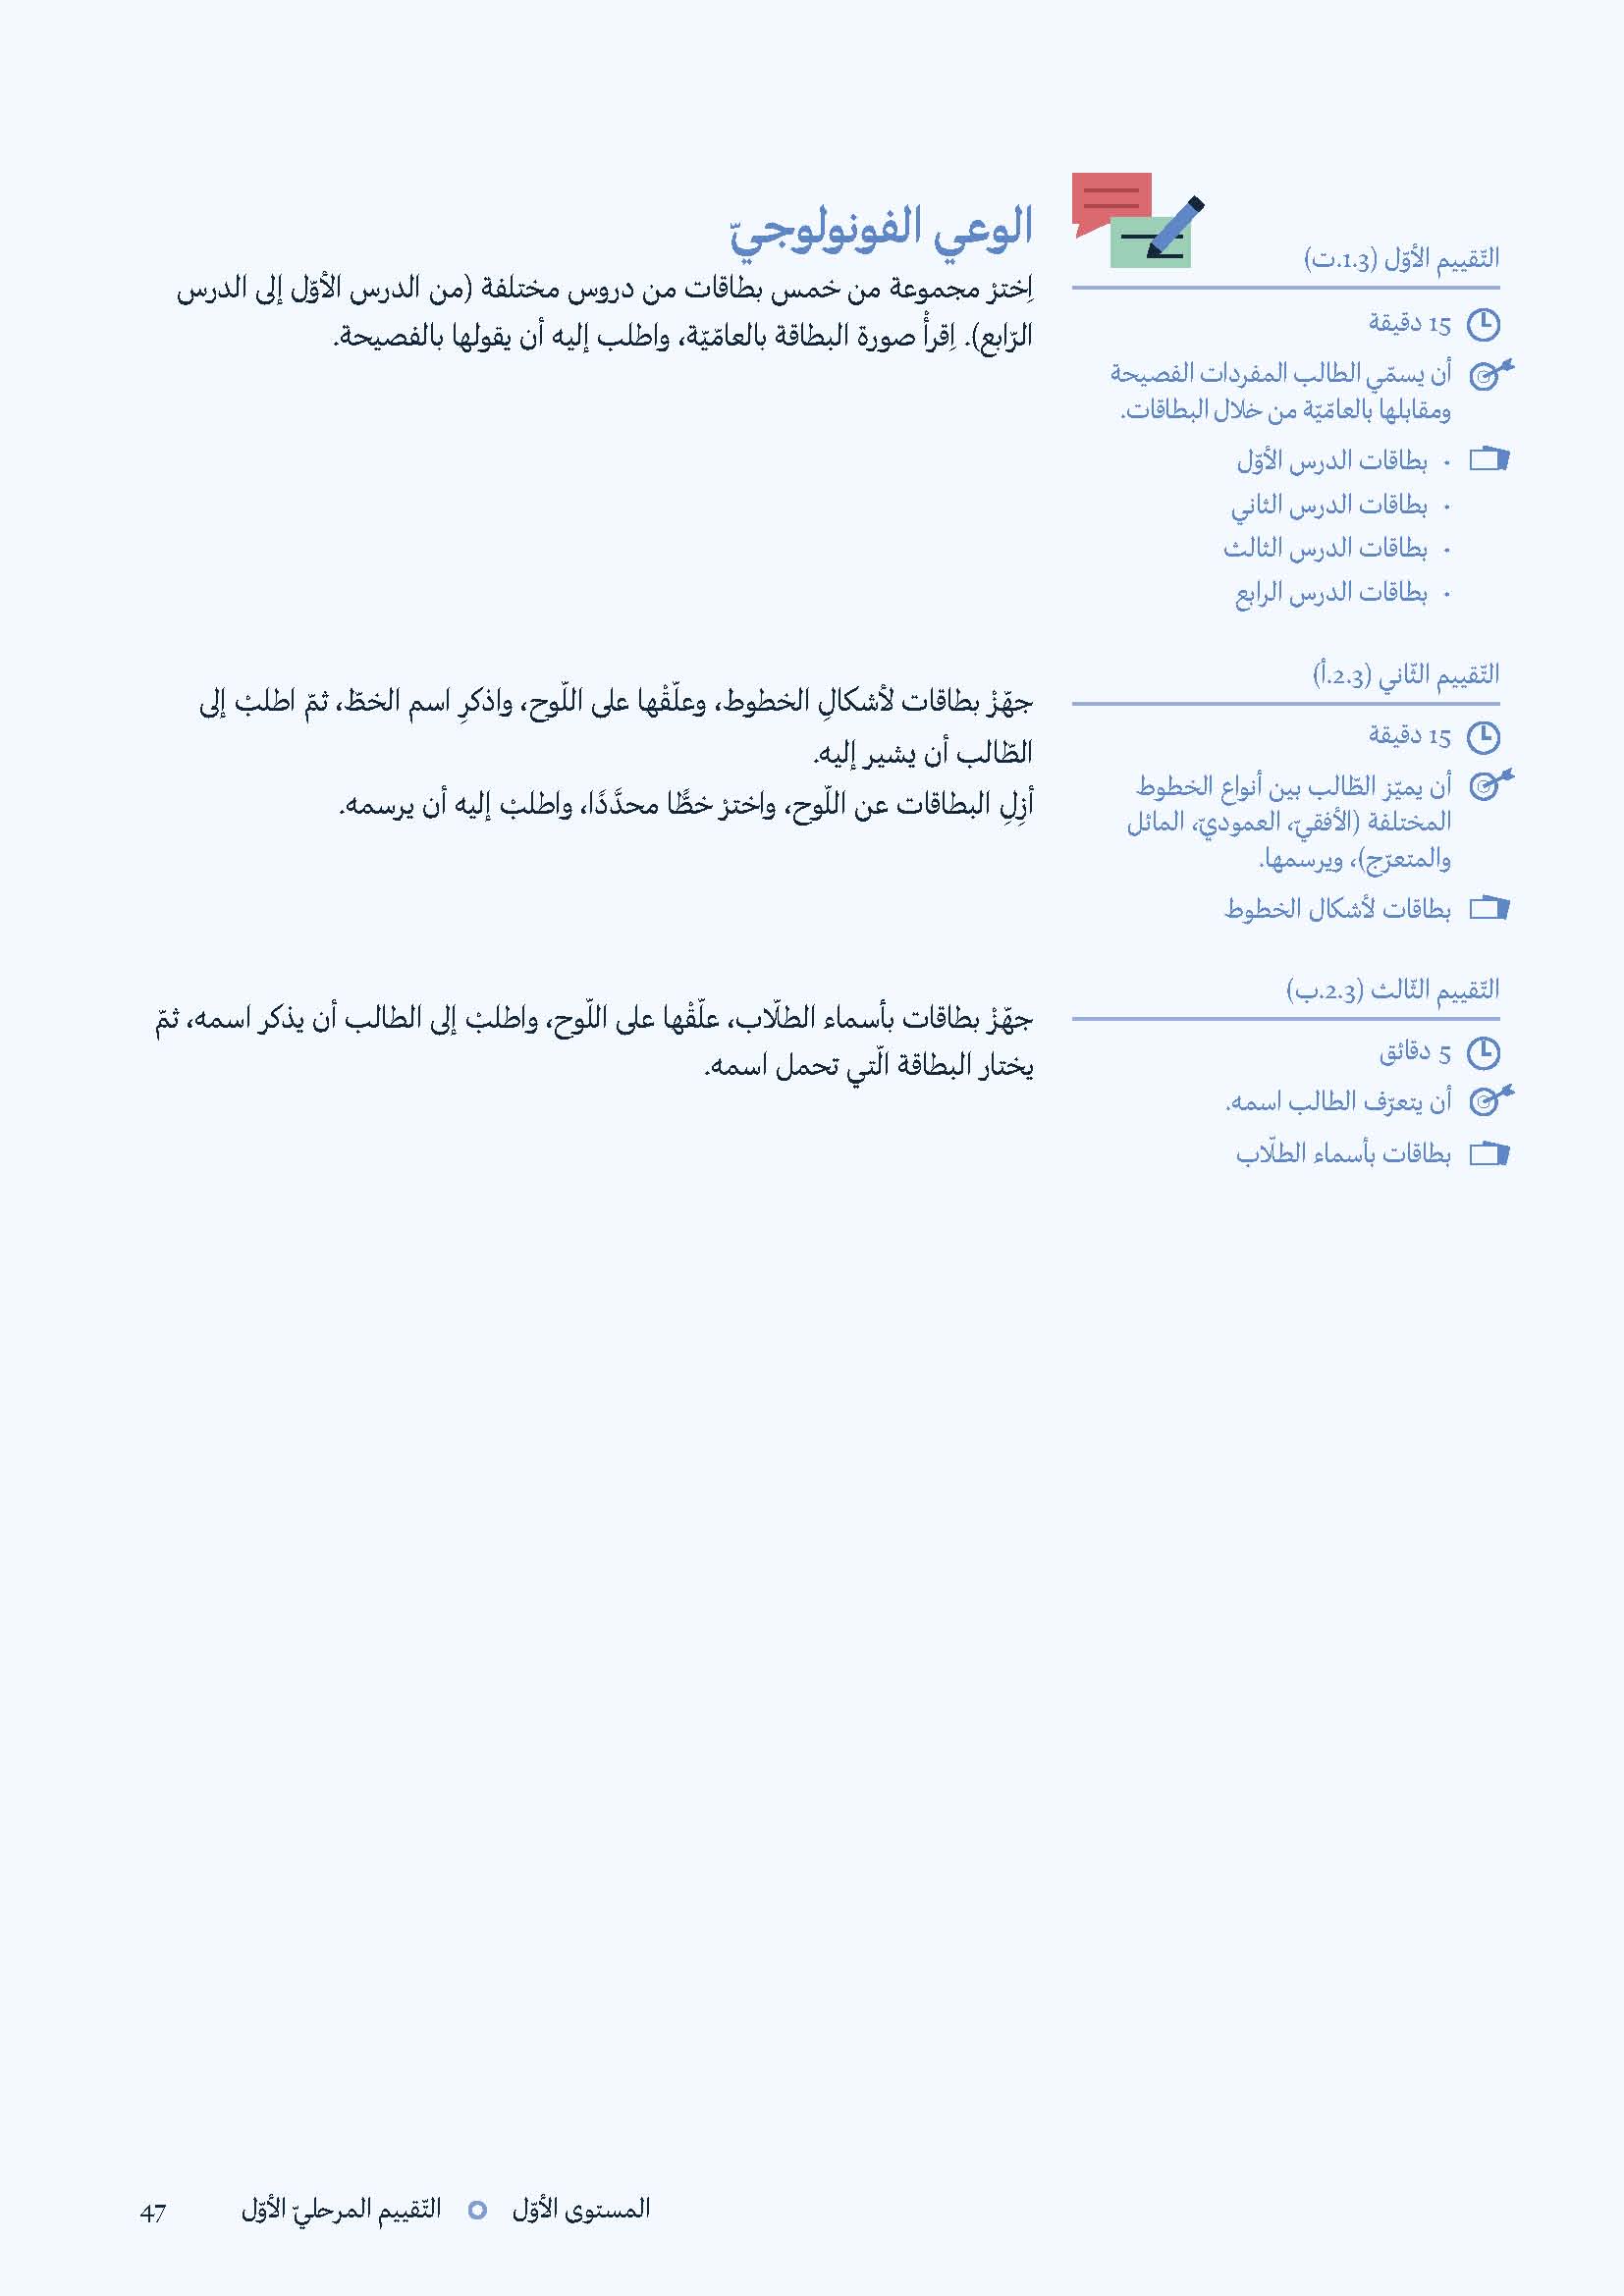 الوعي الفونولوجيّ
التّقييم الأوّل (3.1.ت)
15 دقيقة
أن يسمّي الطالب المفردات الفصيحة
ومقابلها بالعامّيّة من خلال البطاقات.
· بطاقات الدرس الأوّل
· بطاقات الدرس الثاني
· بطاقات الدرس الثالث
· بطاقات الدرس الرابع
اِخترْ مجموعة من خمس بطاقات من دروس مختلفة (من الدرس الأوّل إلى الدرس
الرّابع). اِقرأْ صورة البطاقة بالعامّيّة، واطلب إليه أن يقولها بالفصيحة.
التّقييم الثّاني (3.2.أ)
15 دقيقة
أن يميّز الطّالب بين أنواع الخطوط
المختلفة (الأفقيّ، العموديّ، المائل
والمتعرّج)، ويرسمها.
بطاقات لأشكال الخطوط
جهّزْ بطاقات لأشكالِ الخطوط، وعلّقْها على اللّوح، واذكرِ اسم الخطّ، ثمّ اطلبْ إلى
الطّالب أن يشير إليه.
أزِلِ البطاقات عن اللّوح، واخترْ خطًّا محدَّدًا، واطلبْ إليه أن يرسمه.
التّقييم الثّالث (3.2.ب)
5 دقائق
أن يتعرّف الطالب اسمه.
بطاقات بأسماء الطلّاب
جهّزْ بطاقات بأسماء الطلّاب، علّقْها على اللّوح، واطلبْ إلى الطالب أن يذكر اسمه، ثمّ
يختار البطاقة الّتي تحمل اسمه.
المستوى الأوّل التّقييم المرحليّ الأوّل 47